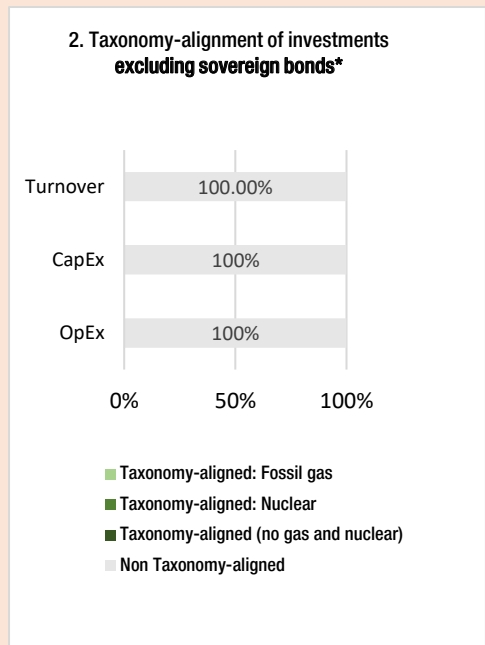 2. Taxonomy-alignment of investments
excluding sovereign bonds*
Turnover
100.00%
CapEx
100%
OpEx
100%
0%
50%
100%
Taxonomy-aligned: Fossil gas
Taxonomy-aligned: Nuclear
Taxonomy-aligned (no gas and nuclear)
Non Taxonomy-aligned